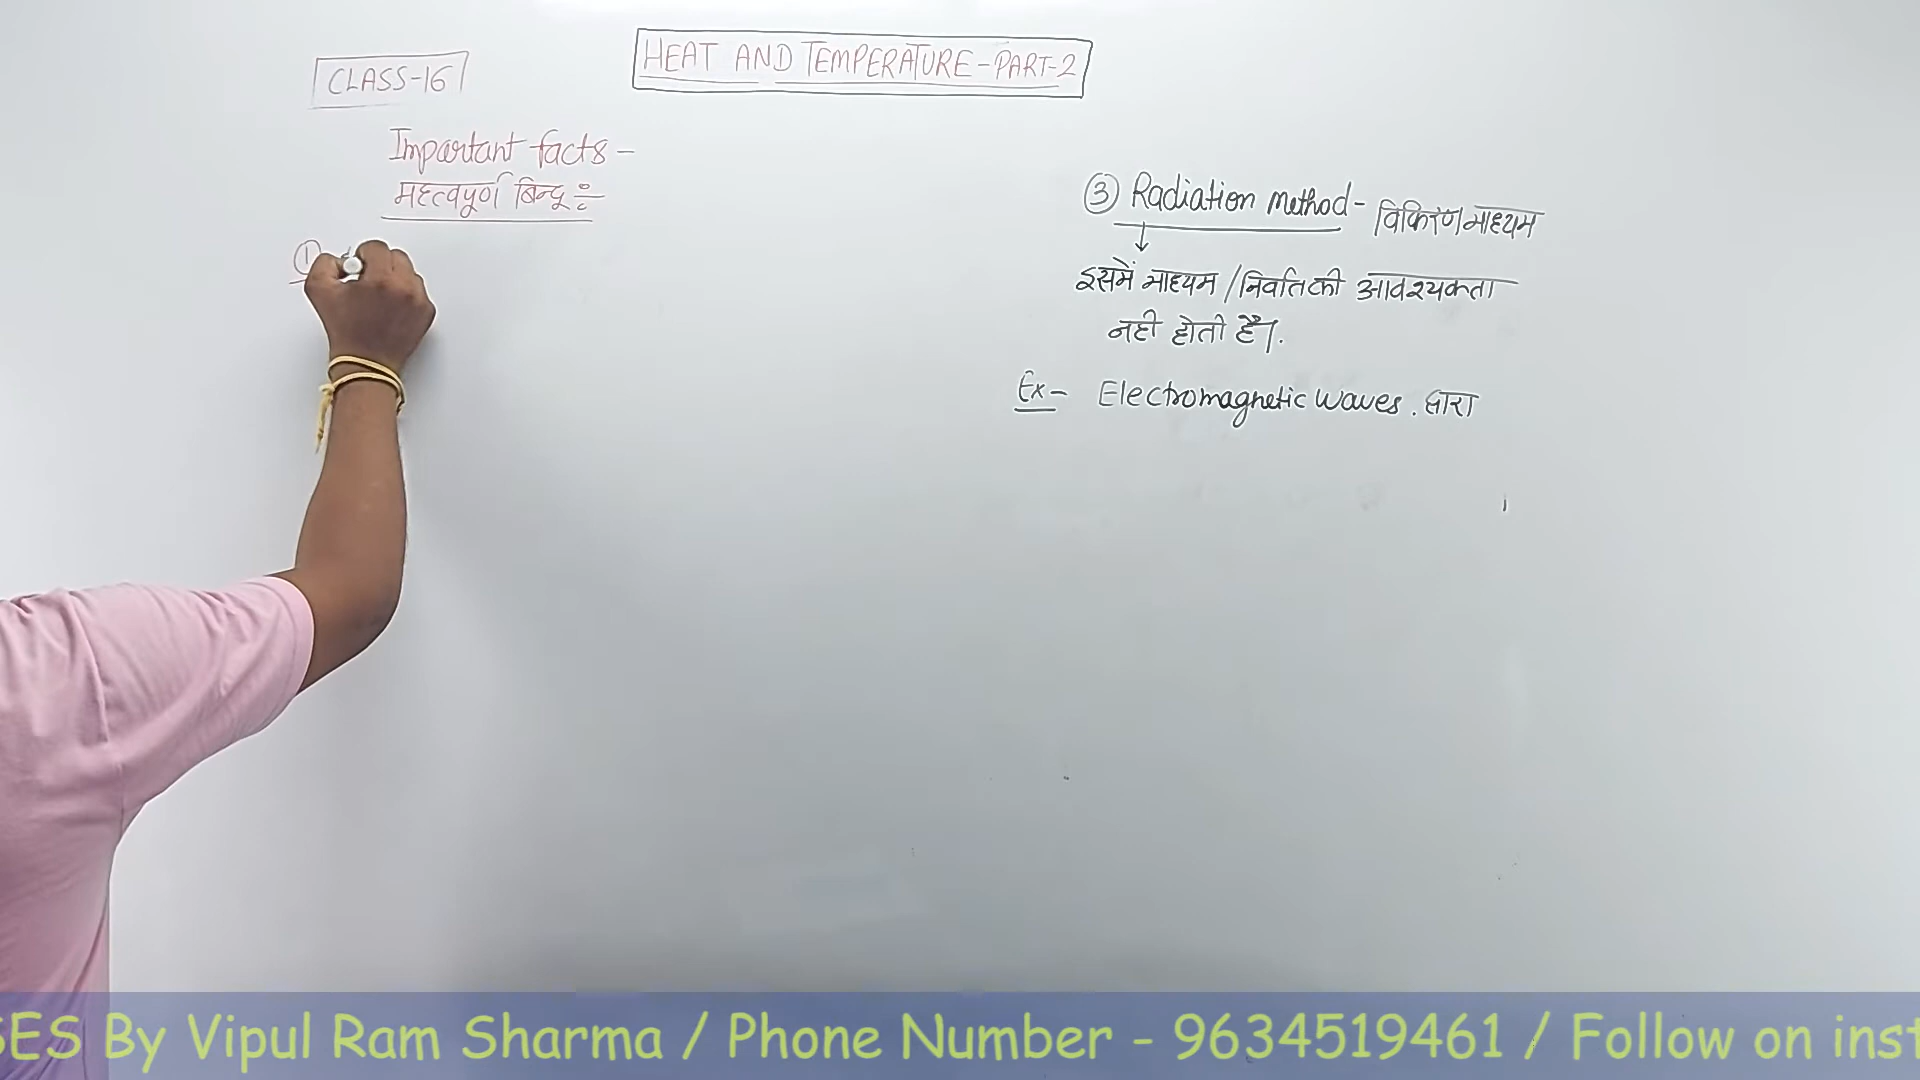 CLASS-16
HEAT AND TEMPERATURE-PART-2
Important facts -
महत्वपूर्ण बिन्दू ÷
①
③ Radiation method - विकिरण माध्यम
↓
इसमें माध्यम / निर्वात की आवश्यकता
नही होती है।.
Ex- Electromagnetic Waves. द्वारा
SES By Vipul Ram Sharma / Phone Number - 9634519461 / Follow on inst